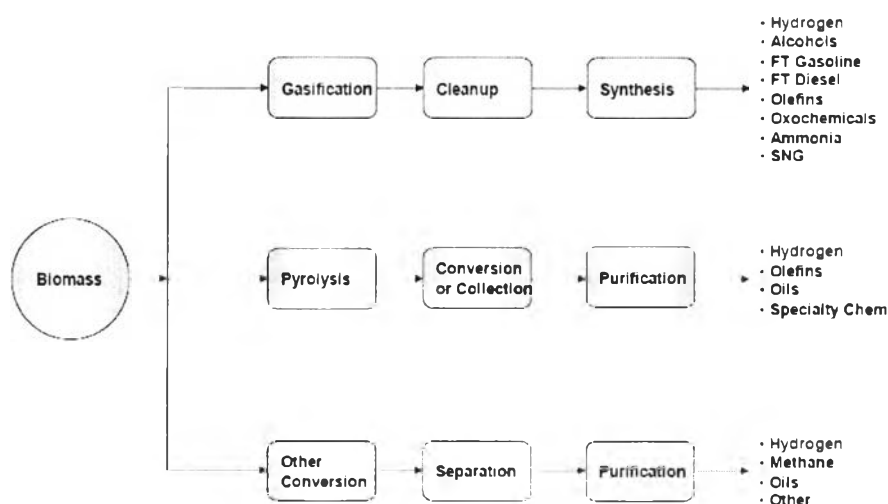 Gasification
Cleanup
Synthesis
· Hydrogen
· Alcohols
· FT Gasoline
· FT Diesel
· Olefins
· Oxochemicals
· Ammonia
· SNG
Biomass
Pyrolysis
Conversion
or Collection
Purification
· Hydrogen
· Olefins
· Oils
· Specialty Chem
Other
Conversion
Separation
Purification
· Hydrogen
· Methane
· Oils
· Other